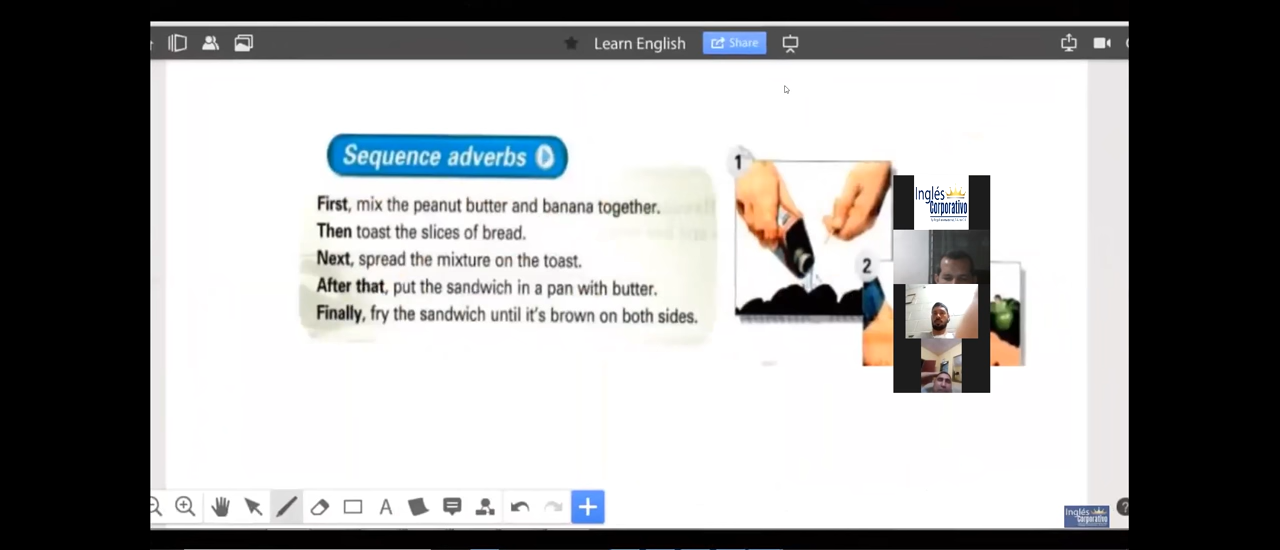 Learn English
Share
Sequence adverbs
First, mix the peanut butter and banana together.
Then toast the slices of bread.
Next, spread the mixture on the toast.
After that, put the sandwich in a pan with butter.
Finally, fry the sandwich until it's brown on both sides.
1
2
Inglés
Corporativo
A
Inglés
Corporativo
?